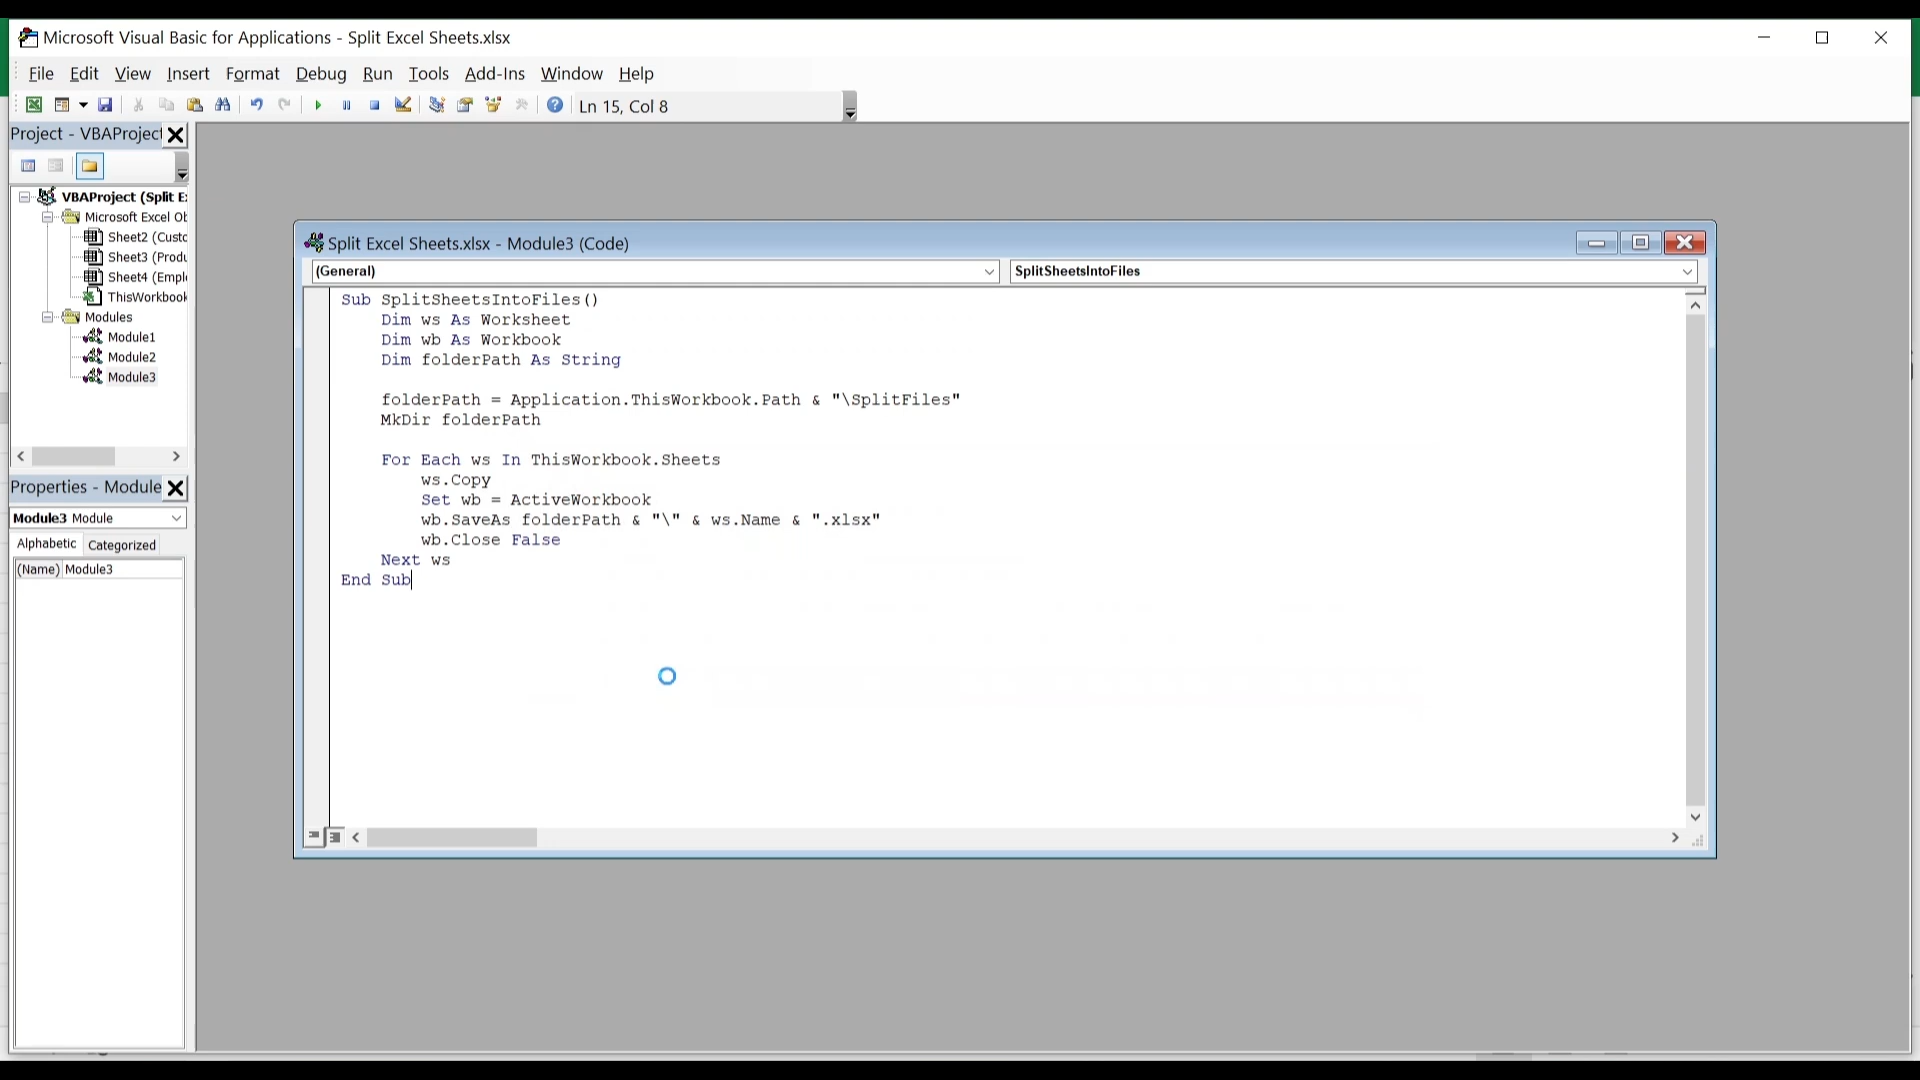 Microsoft Visual Basic for Applications - Split Excel Sheets.xlsx
File Edit View Insert Format Debug Run Tools Add-Ins Window Help
Ln 15, Col 8
Project - VBAProject
VBAProject (Split E
Microsoft Excel Ob
Sheet2 (Custo
Sheet3 (Produ
Sheet4 (Emplo
ThisWorkbook
Modules
Module1
Module2
Module3
Properties - Module
Module3 Module
Alphabetic Categorized
(Name) Module3
Split Excel Sheets.xlsx - Module3 (Code)
(General) SplitSheetsIntoFiles
Sub SplitSheetsIntoFiles()
    Dim ws As Worksheet
    Dim wb As Workbook
    Dim folderPath As String
    folderPath = Application.ThisWorkbook.Path & "\SplitFiles"
    MkDir folderPath
    For Each ws In ThisWorkbook.Sheets
        ws.Copy
        Set wb = ActiveWorkbook
        wb.SaveAs folderPath & "\" & ws.Name & ".xlsx"
        wb.Close False
    Next ws
End Sub